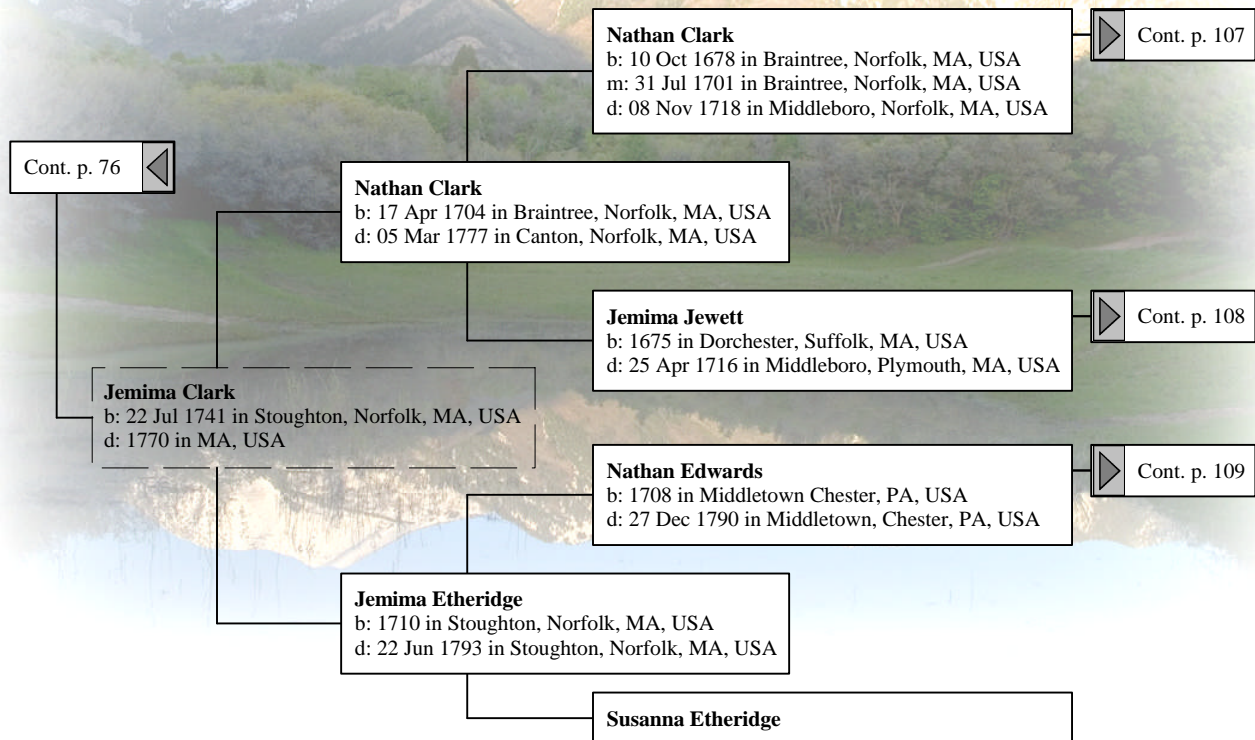 Nathan Clark
b: 10 Oct 1678 in Braintree, Norfolk, MA, USA
m: 31 Jul 1701 in Braintree, Norfolk, MA, USA
d: 08 Nov 1718 in Middleboro, Norfolk, MA, USA
Cont. p. 107
Cont. p. 76
Nathan Clark
b: 17 Apr 1704 in Braintree, Norfolk, MA, USA
d: 05 Mar 1777 in Canton, Norfolk, MA, USA
Jemima Jewett
b: 1675 in Dorchester, Suffolk, MA, USA
d: 25 Apr 1716 in Middleboro, Plymouth, MA, USA
Cont. p. 108
Jemima Clark
b: 22 Jul 1741 in Stoughton, Norfolk, MA, USA
d: 1770 in MA, USA
Nathan Edwards
b: 1708 in Middletown Chester, PA, USA
d: 27 Dec 1790 in Middletown, Chester, PA, USA
Cont. p. 109
Jemima Etheridge
b: 1710 in Stoughton, Norfolk, MA, USA
d: 22 Jun 1793 in Stoughton, Norfolk, MA, USA
Susanna Etheridge